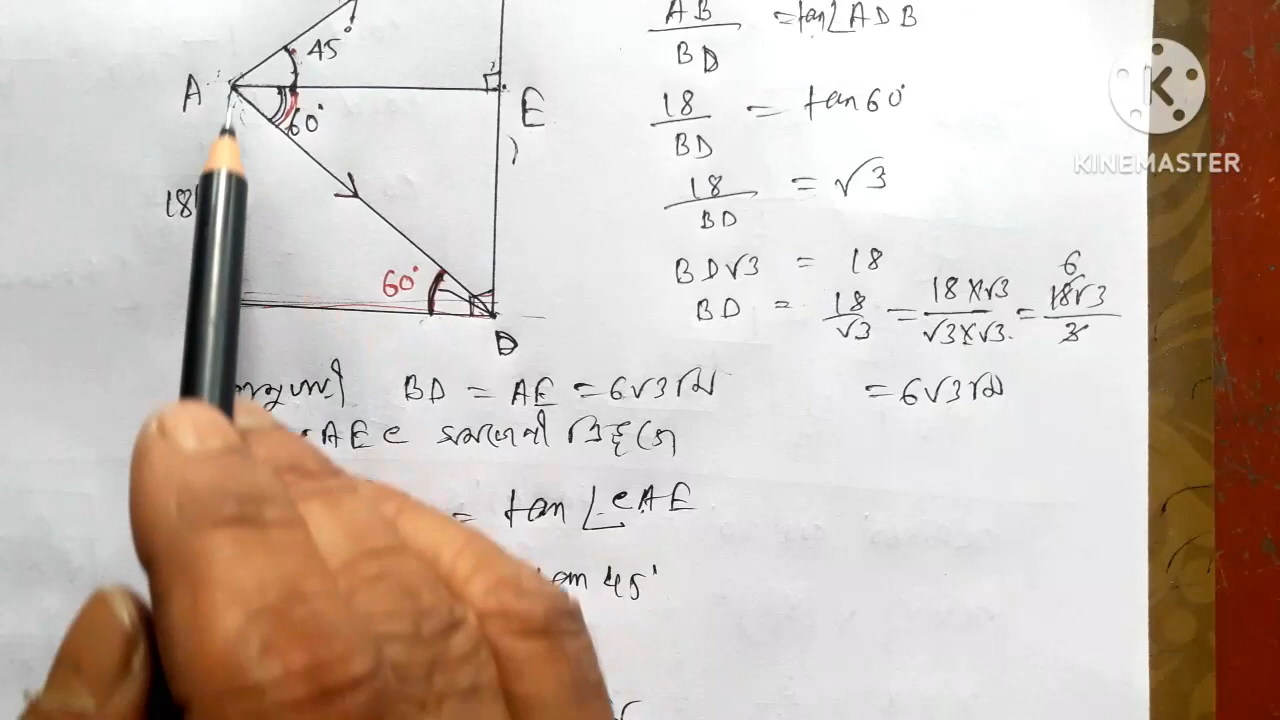 45°
A
E
60°
18
60°
D
AB/BD = tan∠ADB
18/BD = tan60°
18/BD = √3
BD√3 = 18
BD = 18/√3 = 18×√3/√3×√3 = 18√3/3
6
= 6√3
BD = AE = 6√3
AEC
= tan∠CAE
tan 45°
KINEMASTER